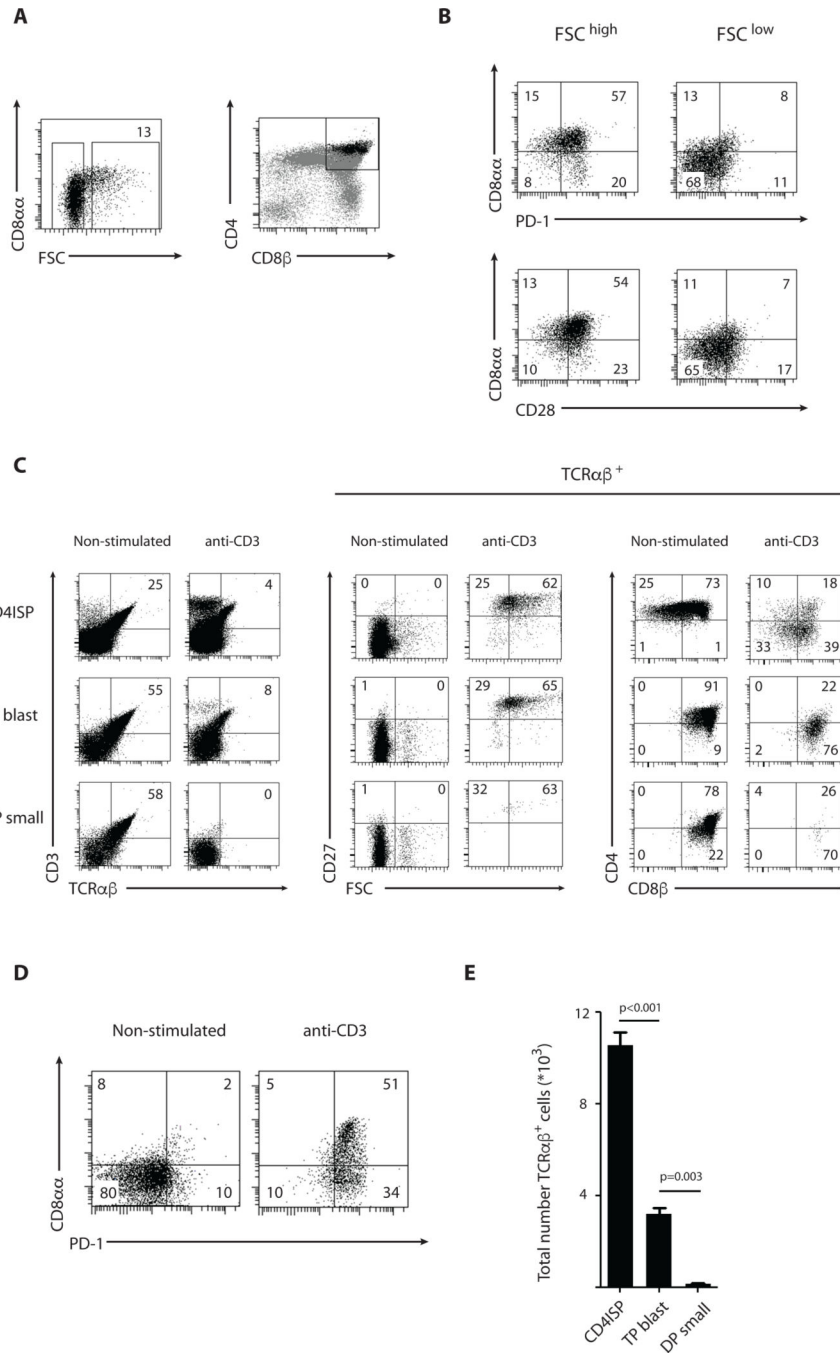 A
B
FSC high
FSC low
13
CD8αα
FSC
CD4
CD8β
CD8αα
15 57
8 20
13 8
68 11
PD-1
CD8αα
13 54
10 23
11 7
65 17
CD28
C
TCRαβ +
Non-stimulated
anti-CD3
Non-stimulated
anti-CD3
Non-stimulated
anti-CD3
D4ISP
25
4
0 0
25 62
25 73
1 1
10 18
33 39
blast
55
8
1 0
29 65
0 91
0 9
0 22
2 76
P small
58
0
1 0
32 63
0 78
0 22
4 26
0 70
CD3
TCRαβ
CD27
FSC
CD4
CD8β
D
Non-stimulated
anti-CD3
CD8αα
8 2
80 10
5 51
10 34
PD-1
E
Total number TCRαβ+ cells (*10³)
12
8
4
p<0.001
p=0.003
CD4ISP
TP blast
DP small